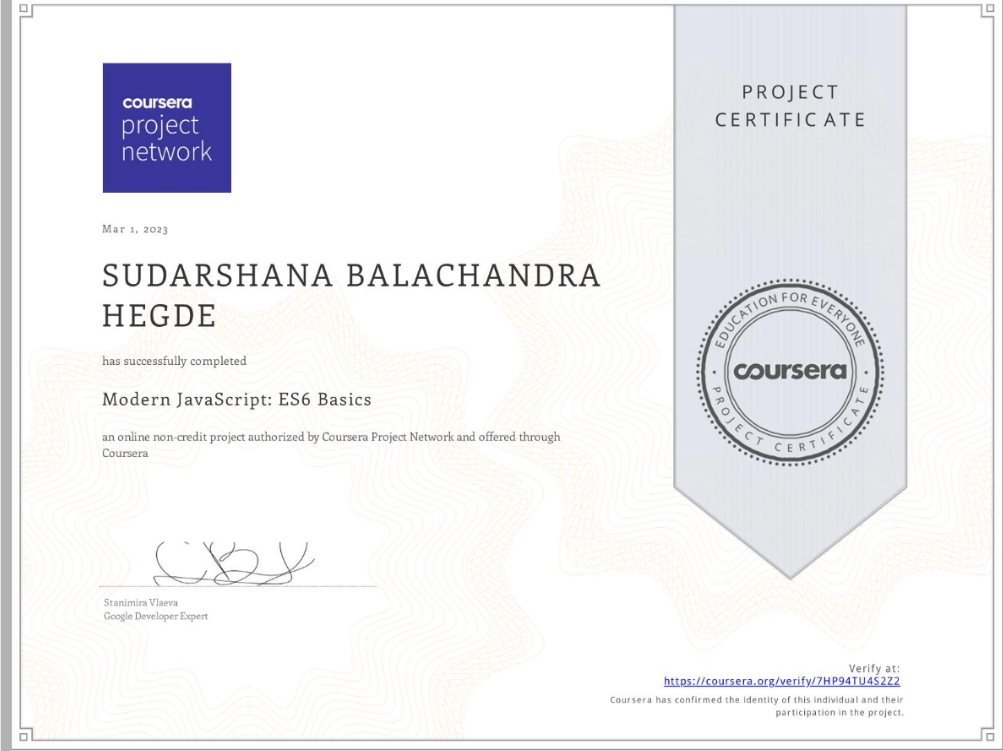 coursera
project
network
PROJECT
CERTIFICATE
Mar 1, 2023
SUDARSHANA BALACHANDRA
HEGDE
has successfully completed
Modern JavaScript: ES6 Basics
an online non-credit project authorized by Coursera Project Network and offered through
Coursera
EDUCATION FOR EVERYONE
coursera
PROJECT CERTIFICATE
Stanimira Vlaeva
Google Developer Expert
Verify at:
https://coursera.org/verify/7HP94TU4S2Z2
Coursera has confirmed the identity of this individual and their
participation in the project.